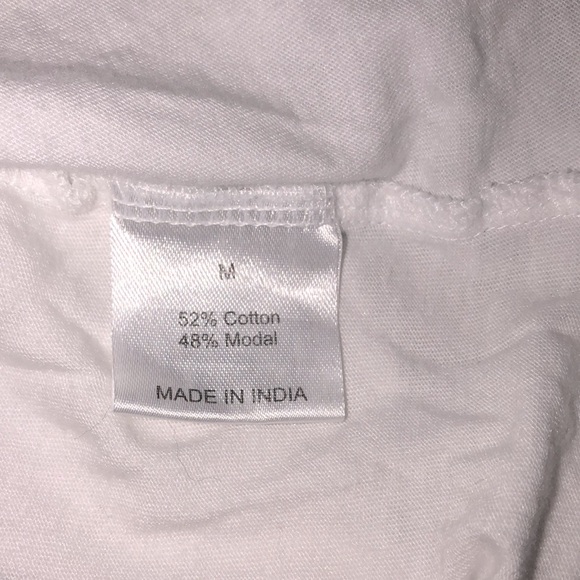 M
52% Cotton
48% Modal
MADE IN INDIA